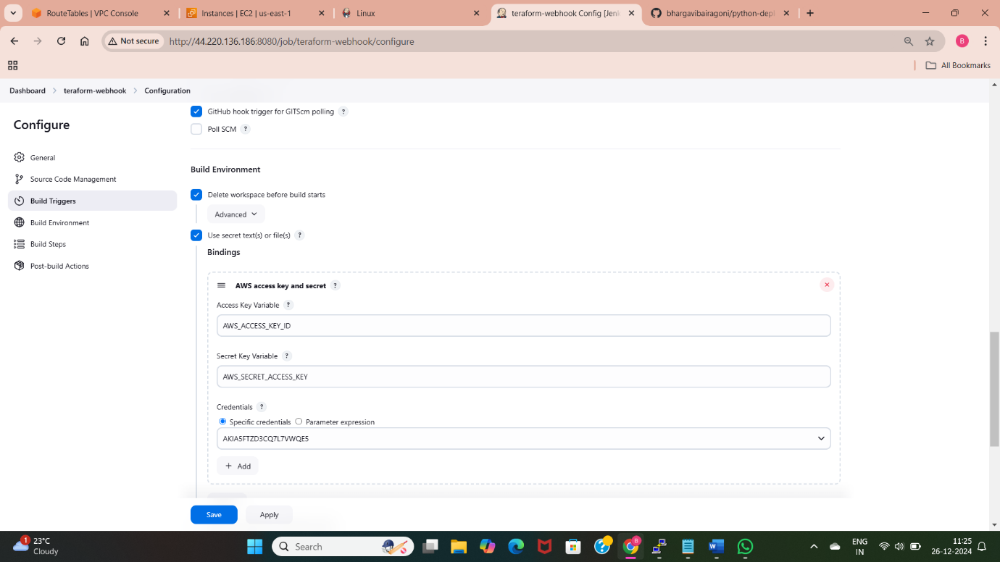 RouteTables | VPC Console
Instances | EC2 | us-east-1
Linux
teraform-webhook Config [Jenk
bhargavibairagoni/python-depl
Not secure
http://44.220.136.186:8080/job/teraform-webhook/configure
B
All Bookmarks
Dashboard > teraform-webhook > Configuration
Configure
General
Source Code Management
Build Triggers
Build Environment
Build Steps
Post-build Actions
GitHub hook trigger for GITScm polling ?
Poll SCM ?
Build Environment
Delete workspace before build starts
Advanced
Use secret text(s) or file(s) ?
Bindings
AWS access key and secret ?
Access Key Variable ?
AWS_ACCESS_KEY_ID
Secret Key Variable ?
AWS_SECRET_ACCESS_KEY
Credentials ?
Specific credentials Parameter expression
AKIA5FTZD3CQ7L7VWQE5
+ Add
Save Apply
1
23°C
Cloudy
Search
B
ENG
IN
11:25
26-12-2024